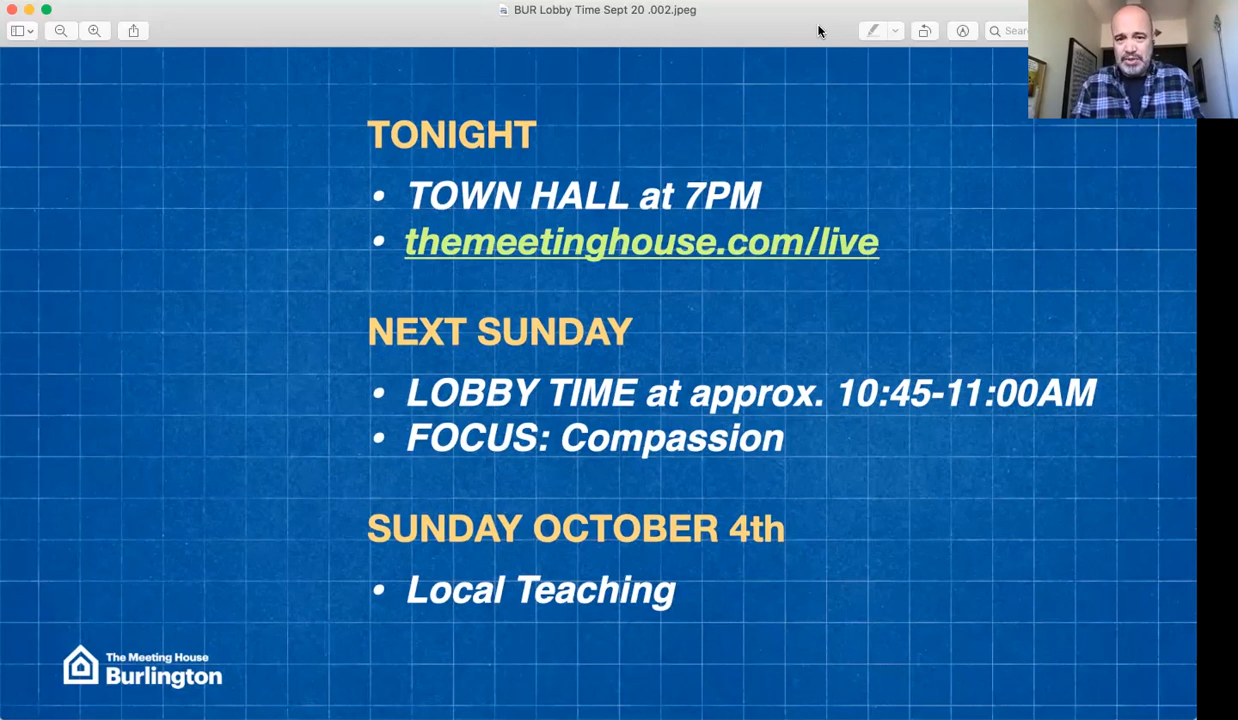 BUR Lobby Time Sept 20 .002.jpeg
Sear
TONIGHT
• TOWN HALL at 7PM
• themeetinghouse.com/live
NEXT SUNDAY
• LOBBY TIME at approx. 10:45-11:00AM
• FOCUS: Compassion
SUNDAY OCTOBER 4th
• Local Teaching
The Meeting House
Burlington